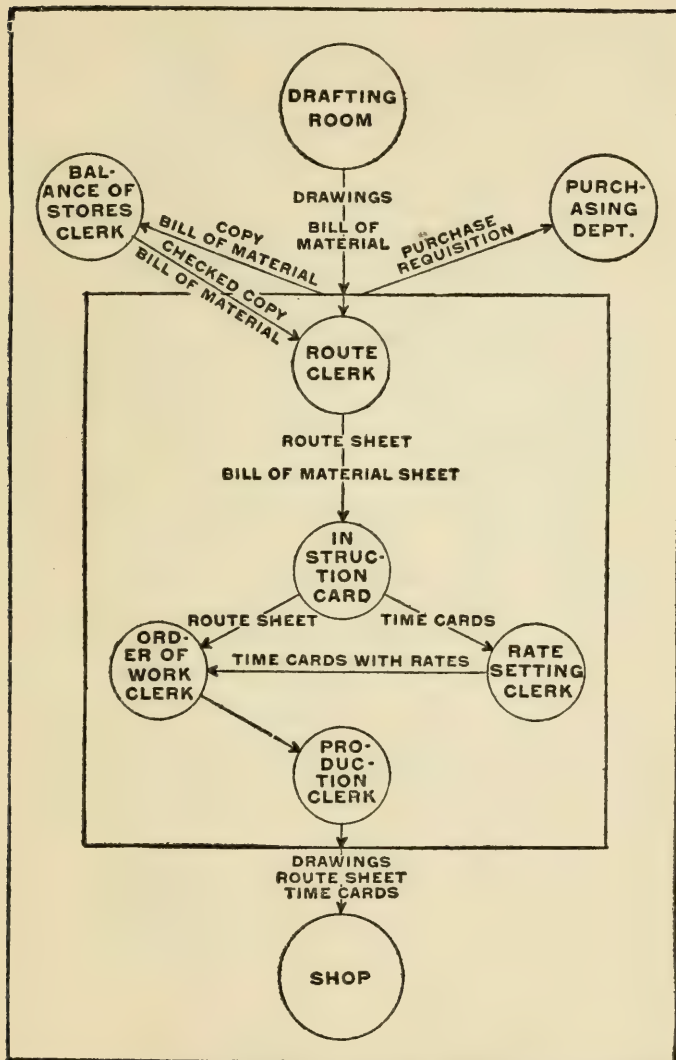 DRAFTING
ROOM
BAL-
ANCE OF
STORES
CLERK
PURCH-
ASING
DEPT.
DRAWINGS
BILL OF
MATERIAL
COPY
BILL OF MATERIAL
CHECKED COPY
BILL OF MATERIAL
PURCHASE
REQUISITION
ROUTE
CLERK
ROUTE SHEET
BILL OF MATERIAL SHEET
IN
STRUC-
TION
CARD
ROUTE SHEET
TIME CARDS
ORD-
ER OF
WORK
CLERK
TIME CARDS WITH RATES
RATE
SETTING
CLERK
PRO-
DUC-
TION
CLERK
DRAWINGS
ROUTE SHEET
TIME CARDS
SHOP